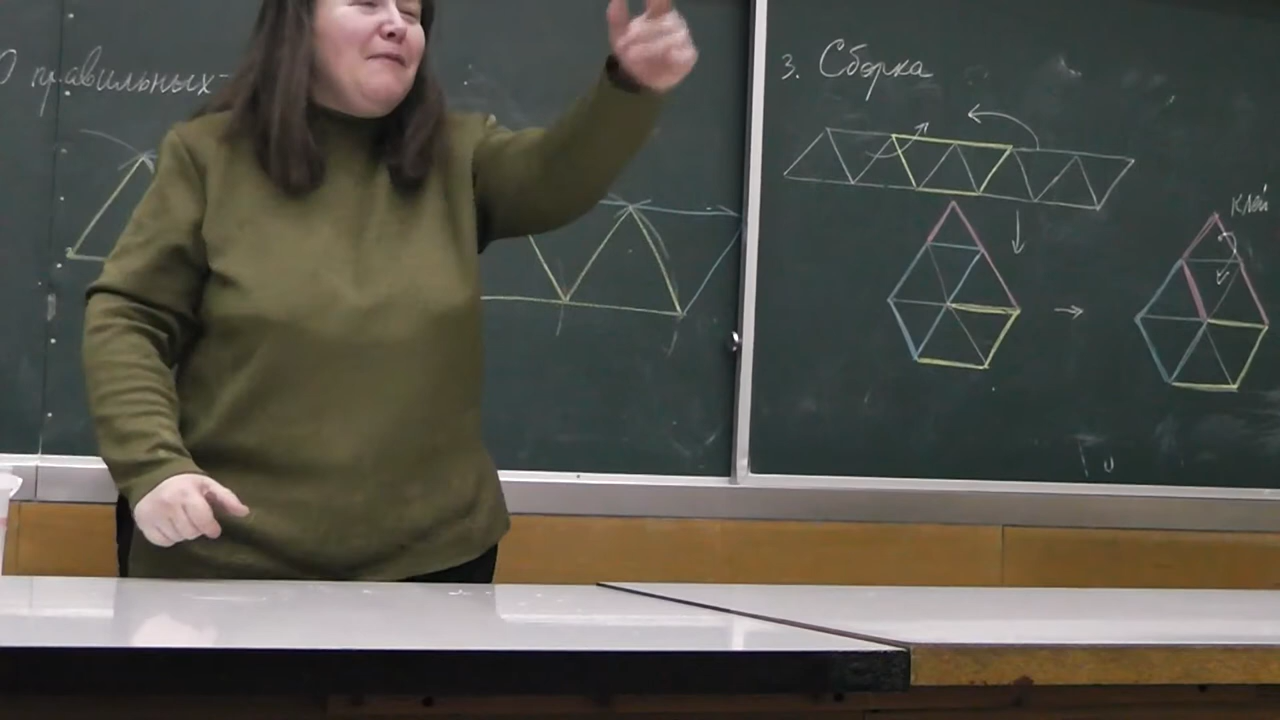 О правильных-
3. Сборка
клей